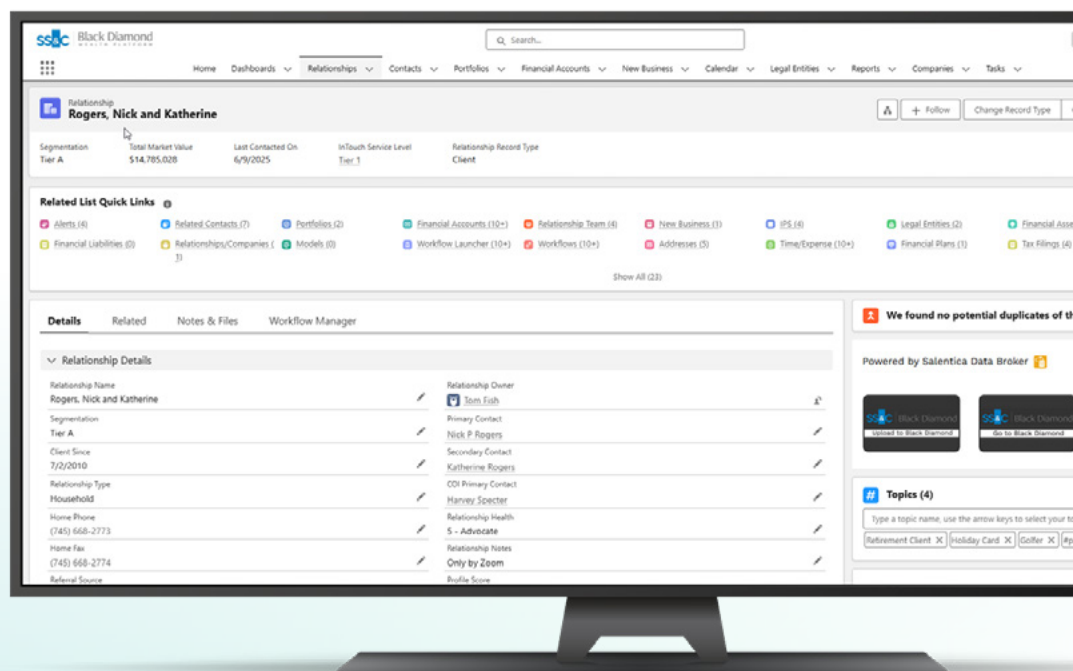 SS&C Black Diamond
WEALTH PLATFORM
Search...
Home Dashboards Relationships Contacts Portfolios Financial Accounts New Business Calendar Legal Entities Reports Companies Tasks
Relationship
Rogers, Nick and Katherine
+ Follow Change Record Type
Segmentation Total Market Value Last Contacted On InTouch Service Level Relationship Record Type
Tier A $14,785,028 6/9/2025 Tier 1 Client
Related List Quick Links
Alerts (4) Related Contacts (7) Portfolios (2) Financial Accounts (10+) Relationship Team (4) New Business (1) IPS (4) Legal Entities (2) Financial Asse
Financial Liabilities (0) Relationships/Companies ( Models (0) Workflow Launcher (10+) Workflows (10+) Addresses (5) Time/Expense (10+) Financial Plans (1) Tax Filings (4)
1)
Show All (23)
Details Related Notes & Files Workflow Manager
We found no potential duplicates of th
Relationship Details
Powered by Salentica Data Broker
Relationship Name Relationship Owner
Rogers, Nick and Katherine Tom Fish
Segmentation Primary Contact
Tier A Nick P Rogers
SS&C Black Diamond SS&C Black Diamond
Upload to Black Diamond Go to Black Diamond
Client Since Secondary Contact
7/2/2010 Katherine Rogers
Relationship Type COI Primary Contact
Household Harvey Specter
# Topics (4)
Home Phone Relationship Health
(745) 668-2773 5 - Advocate
Type a topic name, use the arrow keys to select your to
Retirement Client X Holiday Card X Golfer X #p
Home Fax Relationship Notes
(745) 668-2774 Only by Zoom
Referral Source Profile Score